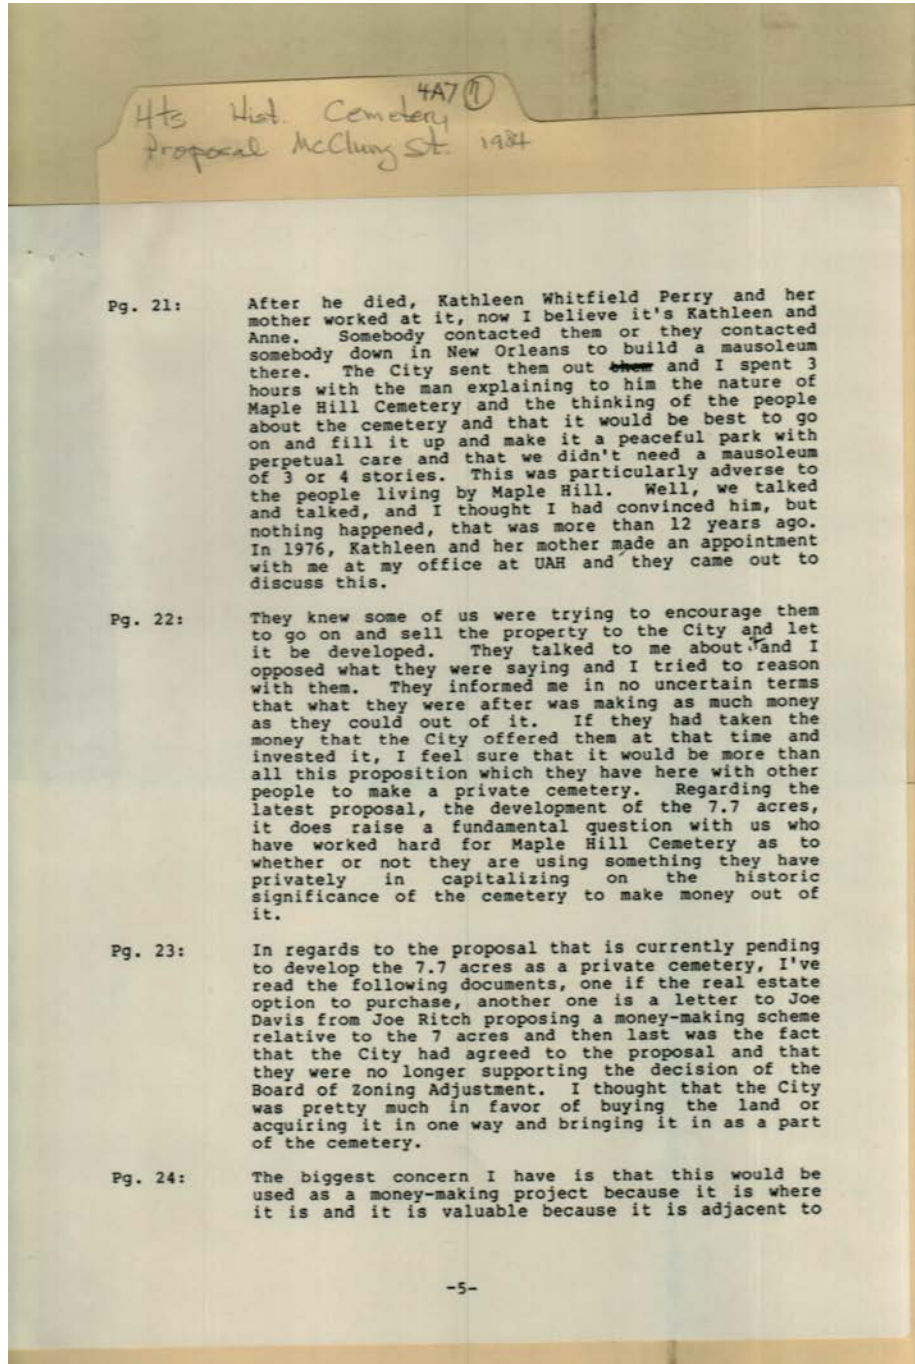 4A7 7
Hts Hist. Cemetery
Proposal McClung St. 1984
Pg. 21: After he died, Kathleen Whitfield Perry and her
mother worked at it, now I believe it's Kathleen and
Anne. Somebody contacted them or they contacted
somebody down in New Orleans to build a mausoleum
there. The City sent them out them and I spent 3
hours with the man explaining to him the nature of
Maple Hill Cemetery and the thinking of the people
about the cemetery and that it would be best to go
on and fill it up and make it a peaceful park with
perpetual care and that we didn't need a mausoleum
of 3 or 4 stories. This was particularly adverse to
the people living by Maple Hill. Well, we talked
and talked, and I thought I had convinced him, but
nothing happened, that was more than 12 years ago.
In 1976, Kathleen and her mother made an appointment
with me at my office at UAH and they came out to
discuss this.
Pg. 22: They knew some of us were trying to encourage them
to go on and sell the property to the City and let
it be developed. They talked to me about and I
opposed what they were saying and I tried to reason
with them. They informed me in no uncertain terms
that what they were after was making as much money
as they could out of it. If they had taken the
money that the City offered them at that time and
invested it, I feel sure that it would be more than
all this proposition which they have here with other
people to make a private cemetery. Regarding the
latest proposal, the development of the 7.7 acres,
it does raise a fundamental question with us who
have worked hard for Maple Hill Cemetery as to
whether or not they are using something they have
privately in capitalizing on the historic
significance of the cemetery to make money out of
it.
Pg. 23: In regards to the proposal that is currently pending
to develop the 7.7 acres as a private cemetery, I've
read the following documents, one if the real estate
option to purchase, another one is a letter to Joe
Davis from Joe Ritch proposing a money-making scheme
relative to the 7 acres and then last was the fact
that the City had agreed to the proposal and that
they were no longer supporting the decision of the
Board of Zoning Adjustment. I thought that the City
was pretty much in favor of buying the land or
acquiring it in one way and bringing it in as a part
of the cemetery.
Pg. 24: The biggest concern I have is that this would be
used as a money-making project because it is where
it is and it is valuable because it is adjacent to
-5-